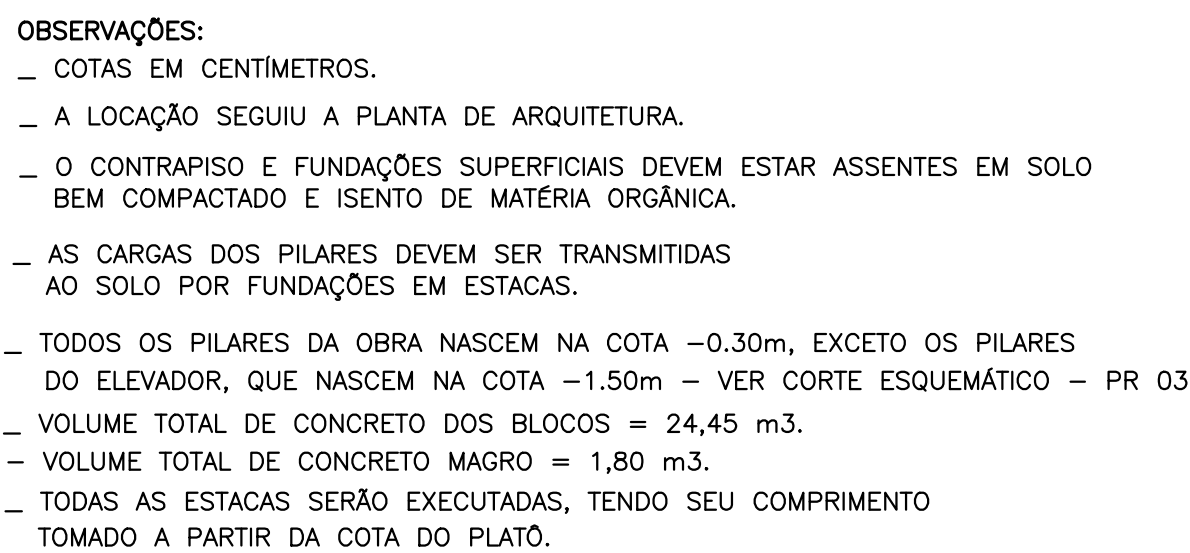 OBSERVAÇÕES:
_ COTAS EM CENTÍMETROS.
_ A LOCAÇÃO SEGUIU A PLANTA DE ARQUITETURA.
_ O CONTRAPISO E FUNDAÇÕES SUPERFICIAIS DEVEM ESTAR ASSENTES EM SOLO
BEM COMPACTADO E ISENTO DE MATÉRIA ORGÂNICA.
_ AS CARGAS DOS PILARES DEVEM SER TRANSMITIDAS
AO SOLO POR FUNDAÇÕES EM ESTACAS.
_ TODOS OS PILARES DA OBRA NASCEM NA COTA −0.30m, EXCETO OS PILARES
DO ELEVADOR, QUE NASCEM NA COTA −1.50m − VER CORTE ESQUEMÁTICO − PR 03
_ VOLUME TOTAL DE CONCRETO DOS BLOCOS = 24,45 m3.
− VOLUME TOTAL DE CONCRETO MAGRO = 1,80 m3.
_ TODAS AS ESTACAS SERÃO EXECUTADAS, TENDO SEU COMPRIMENTO
TOMADO A PARTIR DA COTA DO PLATÔ.